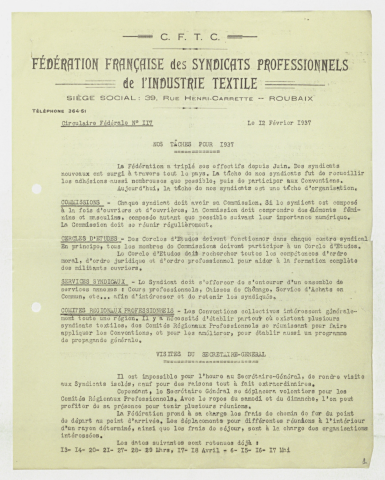 C. F. T. C.
FÉDÉRATION FRANÇAISE des SYNDICATS PROFESSIONNELS
de l'INDUSTRIE TEXTILE
SIÈGE SOCIAL: 39, Rue Henri-Carrette -- ROUBAIX
TÉLÉPHONE 364-51
Circulaire Fédérale N° 117 Le 12 Février 1937
NOS TÂCHES POUR 1937
La Fédération a triplé ses effectifs depuis Juin. Des syndicats
nouveaux ont surgi à travers tout le pays. La tâche de nos syndicats fut de recueillir
les adhésions aussi nombreuses que possible, puis de participer aux Conventions.
Aujourd'hui, la tâche de nos syndicats est une tâche d'organisation.
COMMISSIONS - Chaque syndicat doit avoir sa Commission. Si le syndicat est composé
à la fois d'ouvriers et d'ouvrières, la Commission doit comprendre des éléments fémi-
nins et masculins, composés autant que possible suivant leur importance numérique.
La Commission doit se réunir régulièrement.
CERCLES D'ETUDES - Des Cercles d'Etudes doivent fonctionner dans chaque centre syndical
En principe, tous les membres de Commissions doivent participer à un Cercle d'Etudes.
Le Cercle d'Etudes doit rechercher toutes les compétences d'ordre
moral, d'ordre juridique et d'ordre professionnel pour aider à la formation complète
des militants ouvriers.
SERVICES SYNDICAUX - Le Syndicat doit s'efforcer de s'entourer d'un ensemble de
services annexes : Cours professionnels, Caisses de Chômage, Service d'Achats en
Commun, etc... afin d'intéresser et de retenir les syndiqués.
COMITES REGIONAUX PROFESSIONNELS - Les Conventions collectives intéressent générale-
ment toute une région. Il y a nécessité d'établir partout où existent plusieurs
syndicats textiles, des Comités Régionaux Professionnels se réunissant pour faire
appliquer les Conventions, et pour les améliorer, pour établir aussi un programme
de propagande générale.
VISITES DU SECRETAIRE-GENERAL
Il est impossible pour l'heure au Secrétaire-Général, de rendre visite
aux Syndicats isolés, sauf pour des raisons tout à fait extraordinaires.
Cependant, le Secrétaire Général se déplacera volontiers pour les
Comités Régionaux Professionnels. Avec le repos du samedi et du dimanche, l'on peut
profiter de sa présence pour tenir plusieurs réunions.
La Fédération prend à sa charge les frais de chemin de fer du point
de départ au point d'arrivée. Les déplacements pour différentes réunions à l'intérieur
d'un rayon déterminé, ainsi que les frais de séjour, sont à la charge des organisations
intéressées.
Les dates suivantes sont retenues déjà :
13- 14- 20- 21- 27- 28- 29 Mars, 17- 18 Avril - 6- 15- 16- 17 Mai